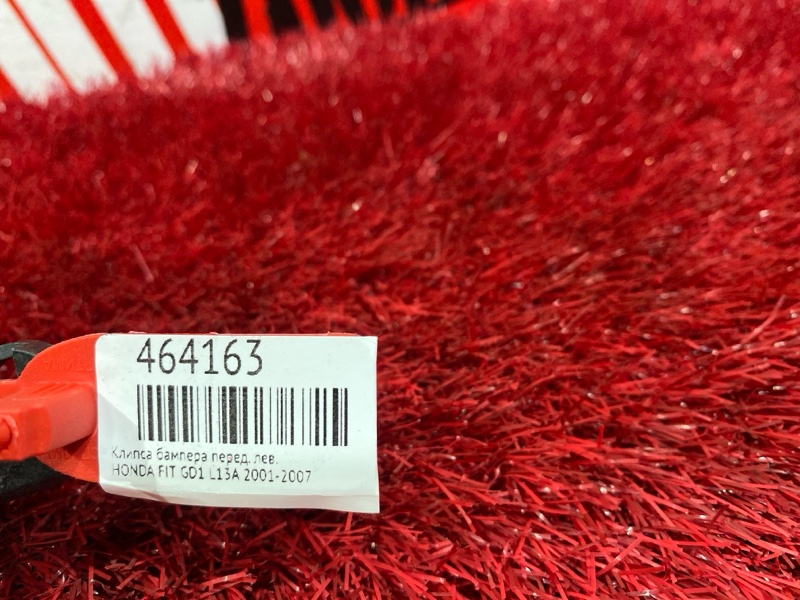 464163
Клипса бампера перед. лев.
HONDA FIT GD1 L13A 2001-2007